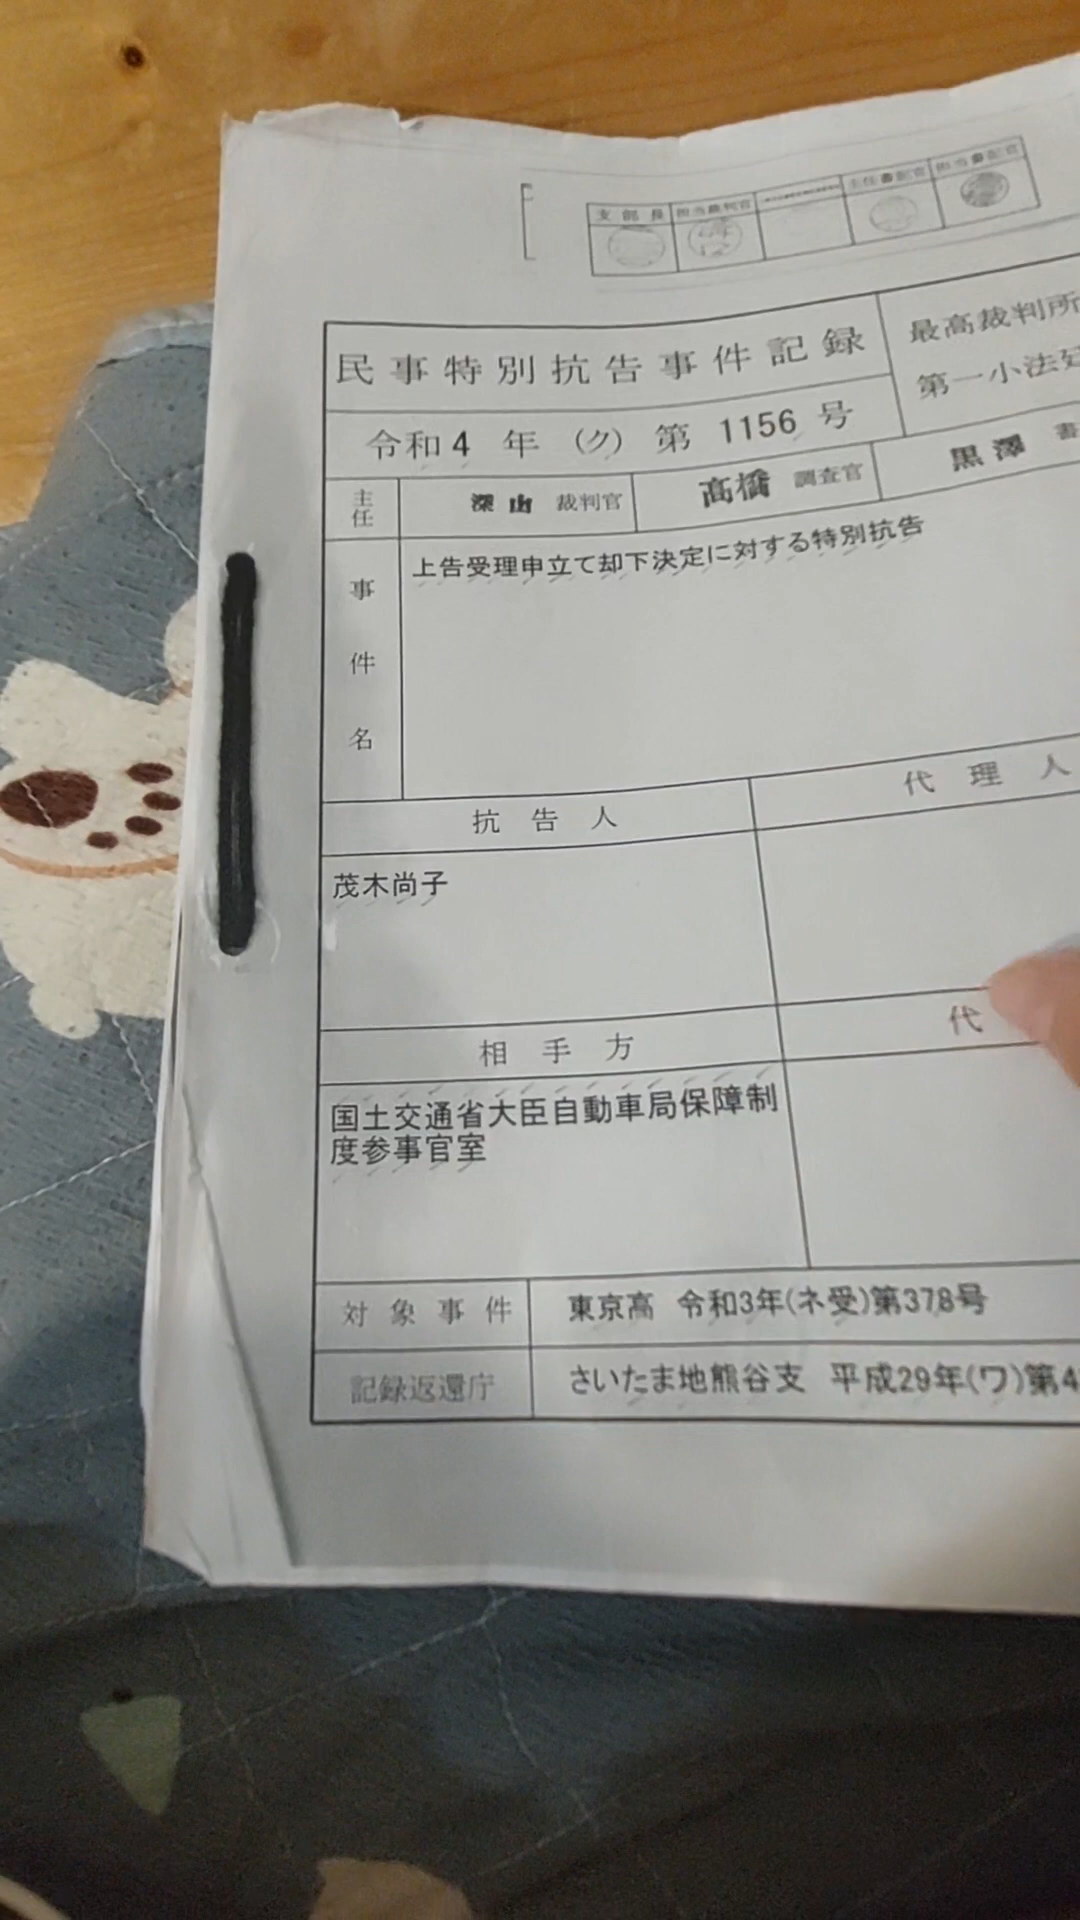 支部長 担当裁判官 主任書記官 担当書記官
民事特別抗告事件記録
最高裁判所
第一小法廷
令和4年(ク)第1156号
主任 深山 裁判官 高橋 調査官 黒澤 書
事件名 上告受理申立て却下決定に対する特別抗告
抗告人 代理人
茂木尚子
相手方 代
国土交通省大臣自動車局保障制
度参事官室
対象事件 東京高 令和3年(ネ受)第378号
記録返還庁 さいたま地熊谷支 平成29年(ワ)第4